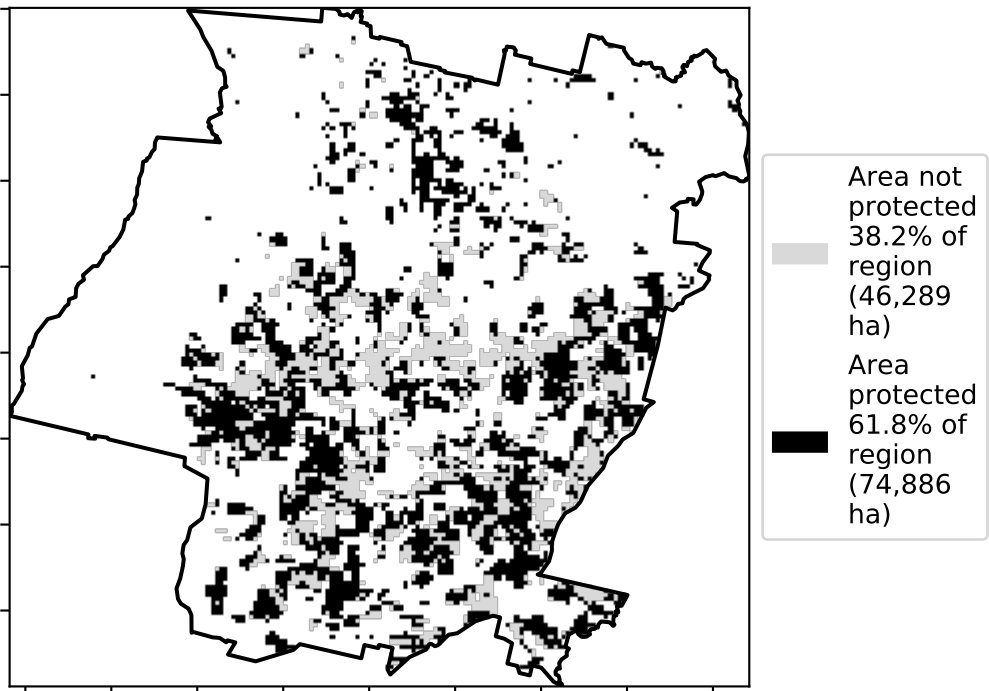 Area not
protected
38.2% of
region
(46,289
ha)
Area
protected
61.8% of
region
(74,886
ha)